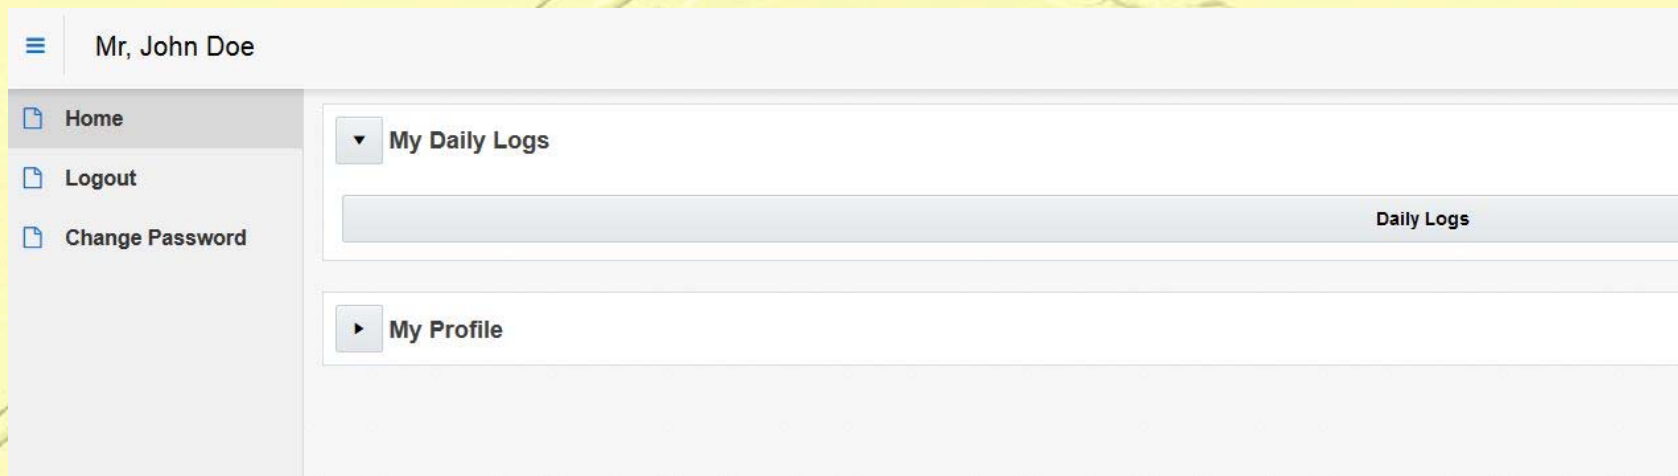 Mr, John Doe
Home
Logout
Change Password
My Daily Logs
Daily Logs
My Profile